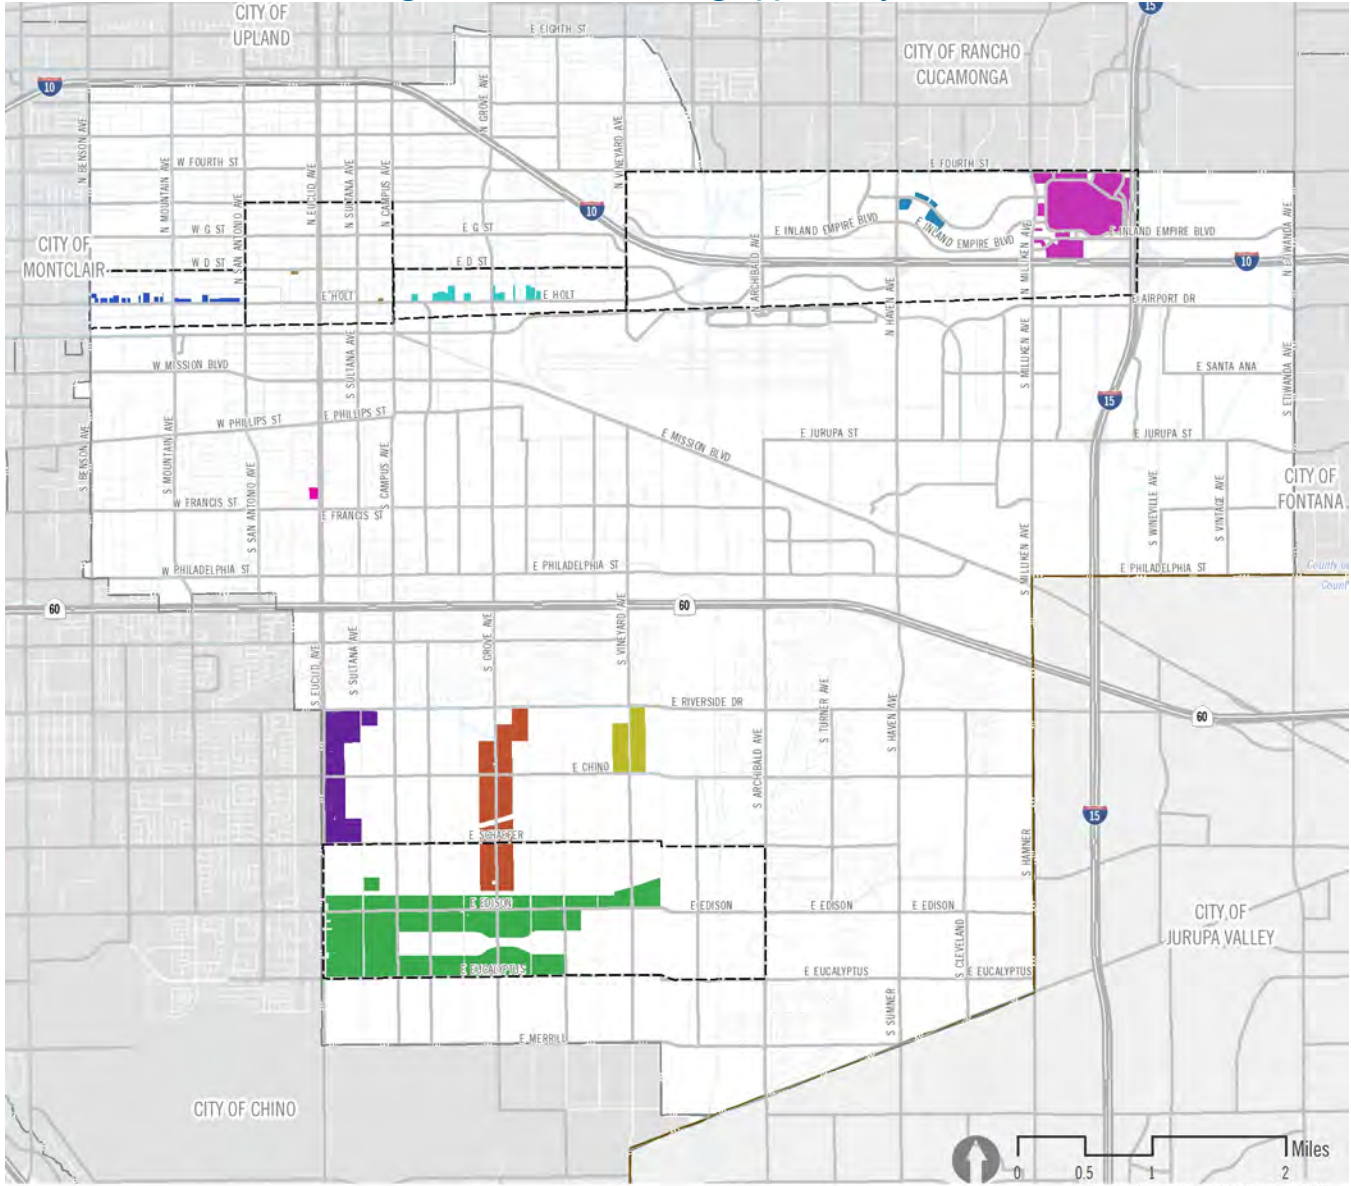 15
CITY OF
UPLAND
E EIGHTH ST
CITY OF RANCHO
CUCAMONGA
10
N BENSON AVE
N MOUNTAIN AVE
N SAN ANTONIO AVE
N EUCLID AVE
N SULTANA AVE
N CAMPUS AVE
N GROVE AVE
N VINEYARD AVE
W FOURTH ST
E FOURTH ST
10
W G ST
E G ST
E INLAND EMPIRE BLVD
E INLAND EMPIRE BLVD
E INLAND EMPIRE BLVD
CITY OF
MONTCLAIR
W D ST
E D ST
10
N ARCHIBALD AVE
N HAVEN AVE
N MILLIKEN AVE
N ETIWANDA AVE
E HOLT
E HOLT
E AIRPORT DR
W MISSION BLVD
S SULTANA AVE
S MILLIKEN AVE
E SANTA ANA
S ETIWANDA AVE
15
W PHILLIPS ST
E PHILLIPS ST
E MISSION BLVD
E JURUPA ST
E JURUPA ST
S BENSON AVE
S MOUNTAIN AVE
S SAN ANTONIO AVE
S CAMPUS AVE
W FRANCIS ST
E FRANCIS ST
S WINEVILLE AVE
S VINTAGE AVE
CITY OF
FONTANA
S MILLIKEN AVE
W PHILADELPHIA ST
E PHILADELPHIA ST
E PHILADELPHIA ST
60
60
S EUCLID AVE
S SULTANA AVE
S GROVE AVE
S VINEYARD AVE
E RIVERSIDE DR
S TURNER AVE
S HAVEN AVE
60
E CHINO
S ARCHIBALD AVE
15
E SCHAEFER
S HAMNER
E EDISON
E EDISON
E EDISON
E EDISON
CITY OF
JURUPA VALLEY
S CLEVELAND
E EUCALYPTUS
E EUCALYPTUS
E EUCALYPTUS
S SUMNER
E MERRILL
CITY OF CHINO
Miles
0 0.5 1 2